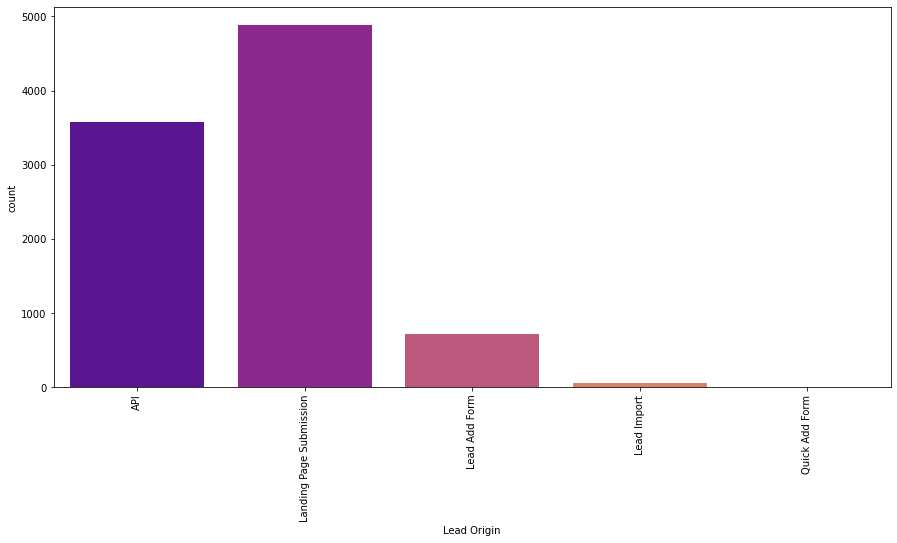 5000
4000
3000
2000
1000
0
count
API
Landing Page Submission
Lead Add Form
Lead Import
Quick Add Form
Lead Origin